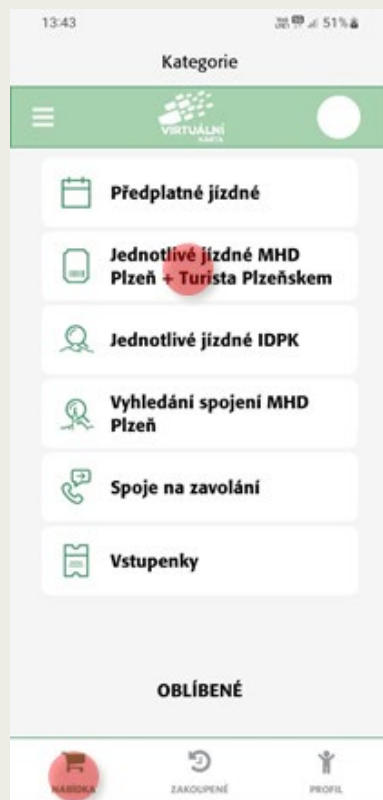 13:43
51%
Kategorie
VIRTUÁLNÍ
KARTA
Předplatné jízdné
Jednotlivé jízdné MHD
Plzeň + Turista Plzeňskem
Jednotlivé jízdné IDPK
Vyhledání spojení MHD
Plzeň
Spoje na zavolání
Vstupenky
OBLÍBENÉ
NABÍDKA
ZAKOUPENÉ
PROFIL